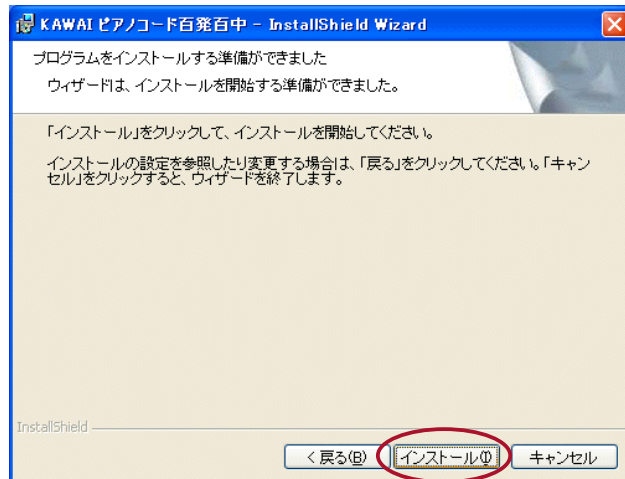 KAWAI ピアノコード百発百中 - InstallShield Wizard
プログラムをインストールする準備ができました
ウィザードは、インストールを開始する準備ができました。
「インストール」をクリックして、インストールを開始してください。
インストールの設定を参照したり変更する場合は、「戻る」をクリックしてください。「キャン
セル」をクリックすると、ウィザードを終了します。
InstallShield
< 戻る(B) インストール(I) キャンセル